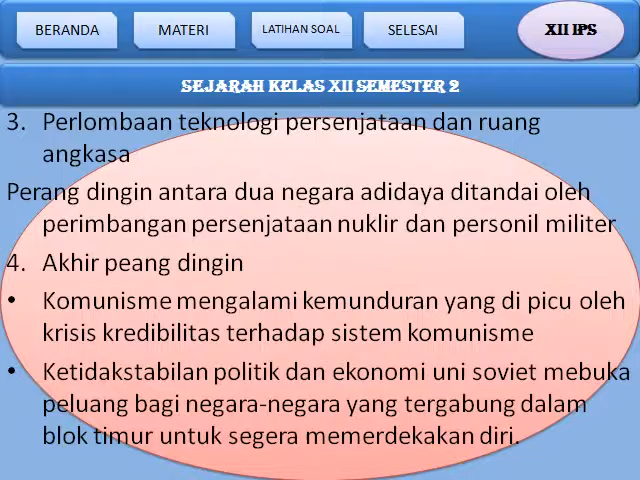 BERANDA MATERI LATIHAN SOAL SELESAI XII IPS
SEJARAH KELAS XII SEMESTER 2
3. Perlombaan teknologi persenjataan dan ruang
angkasa
Perang dingin antara dua negara adidaya ditandai oleh
perimbangan persenjataan nuklir dan personil militer
4. Akhir peang dingin
• Komunisme mengalami kemunduran yang di picu oleh
krisis kredibilitas terhadap sistem komunisme
• Ketidakstabilan politik dan ekonomi uni soviet mebuka
peluang bagi negara-negara yang tergabung dalam
blok timur untuk segera memerdekakan diri.